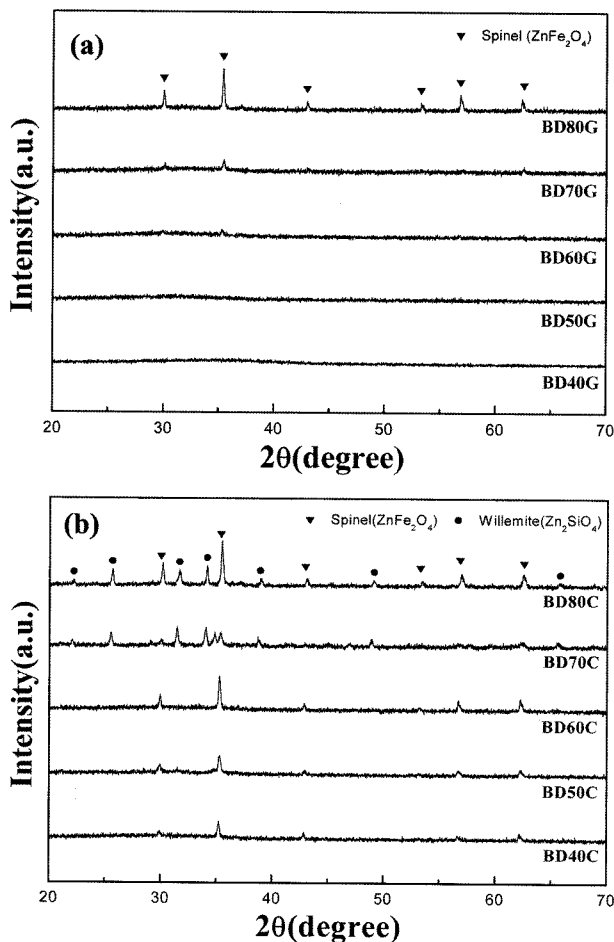 (a)
▼ Spinel (ZnFe₂O₄)
BD80G
BD70G
BD60G
BD50G
BD40G
Intensity(a.u.)
20 30 40 50 60 70
2θ(degree)
(b)
▼ Spinel(ZnFe₂O₄) ● Willemite(Zn₂SiO₄)
BD80C
BD70C
BD60C
BD50C
BD40C
Intensity(a.u.)
20 30 40 50 60 70
2θ(degree)